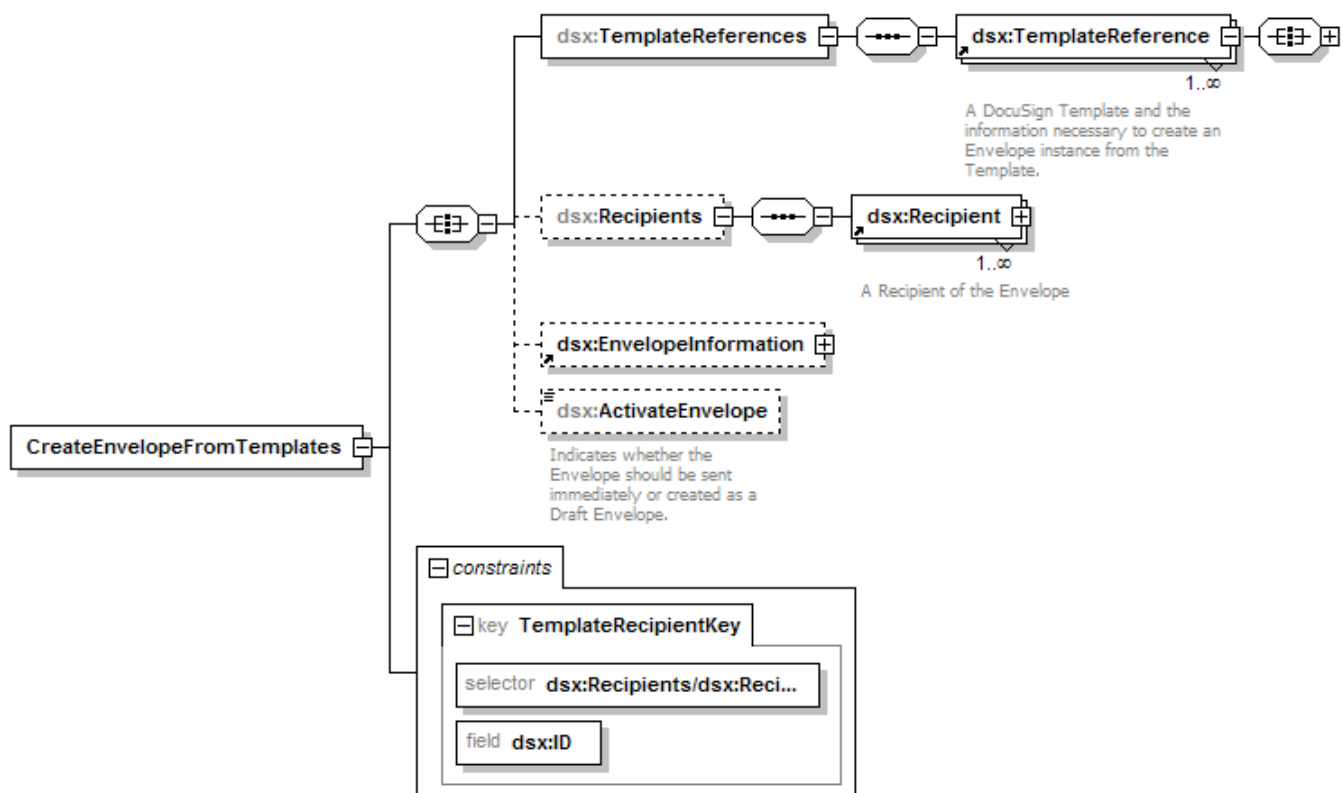 dsx:TemplateReferences
dsx:TemplateReference
1..∞
A DocuSign Template and the
information necessary to create an
Envelope instance from the
Template.
dsx:Recipients
dsx:Recipient
1..∞
A Recipient of the Envelope
dsx:EnvelopeInformation
dsx:ActivateEnvelope
Indicates whether the
Envelope should be sent
immediately or created as a
Draft Envelope.
CreateEnvelopeFromTemplates
constraints
key TemplateRecipientKey
selector dsx:Recipients/dsx:Reci...
field dsx:ID